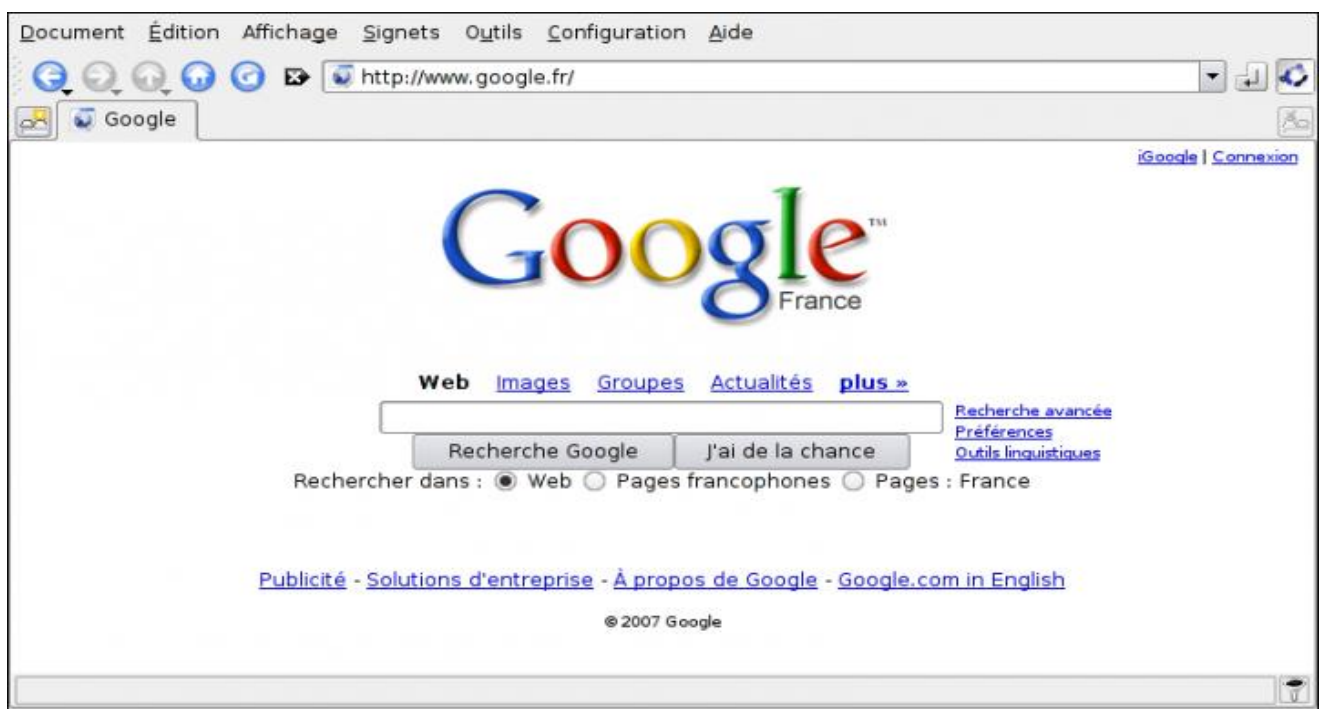 Document Édition Affichage Signets Outils Configuration Aide
http://www.google.fr/
Google
iGoogle | Connexion
Google™
France
Web Images Groupes Actualités plus »
Recherche avancée
Préférences
Recherche Google J'ai de la chance Outils linguistiques
Rechercher dans : Web Pages francophones Pages : France
Publicité - Solutions d'entreprise - À propos de Google - Google.com in English
© 2007 Google